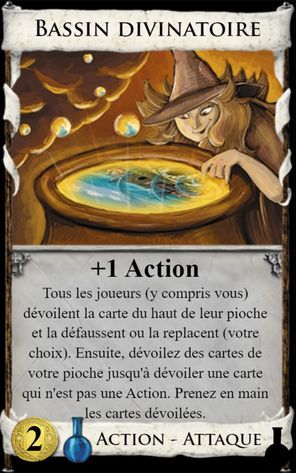 BASSIN DIVINATOIRE
+1 Action
Tous les joueurs (y compris vous)
dévoilent la carte du haut de leur pioche
et la défaussent ou la replacent (votre
choix). Ensuite, dévoilez des cartes de
votre pioche jusqu'à dévoiler une carte
qui n'est pas une Action. Prenez en main
les cartes dévoilées.
2 ACTION - ATTAQUE